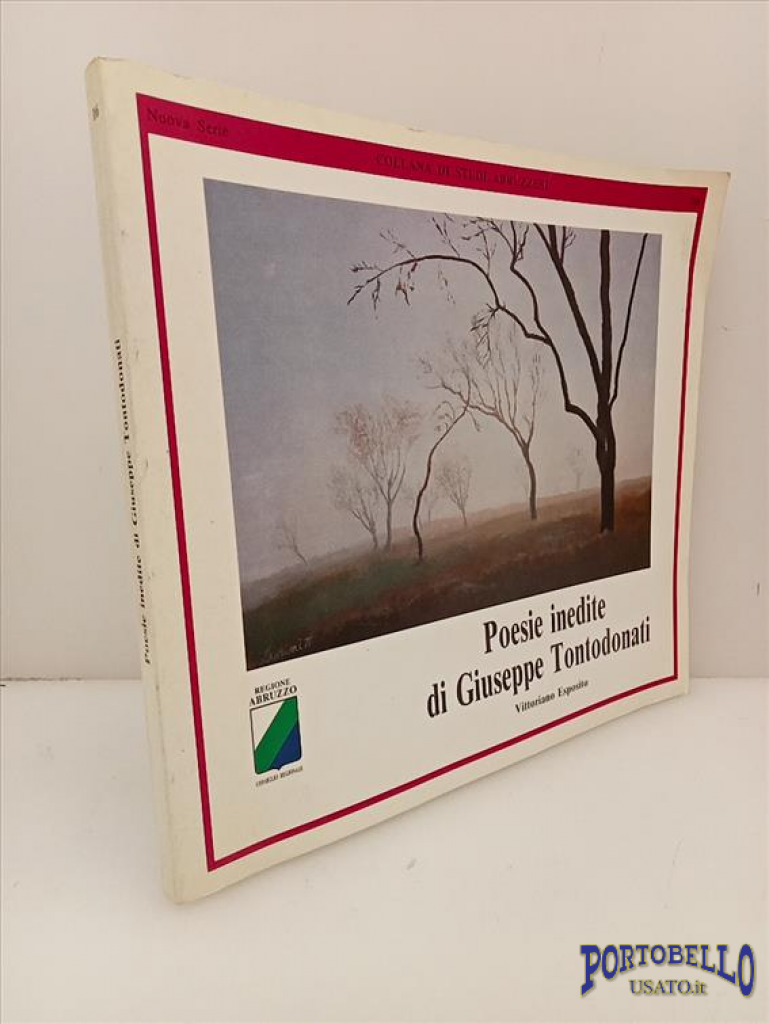 Nuova Serie
COLLANA DI STUDI ABRUZZESI
Poesie inedite
di Giuseppe Tontodonati
Vittoriano Esposito
REGIONE
ABRUZZO
CONSIGLIO REGIONALE
Poesie inedite di Giuseppe Tontodonati
PORTOBELLO
USATO.it